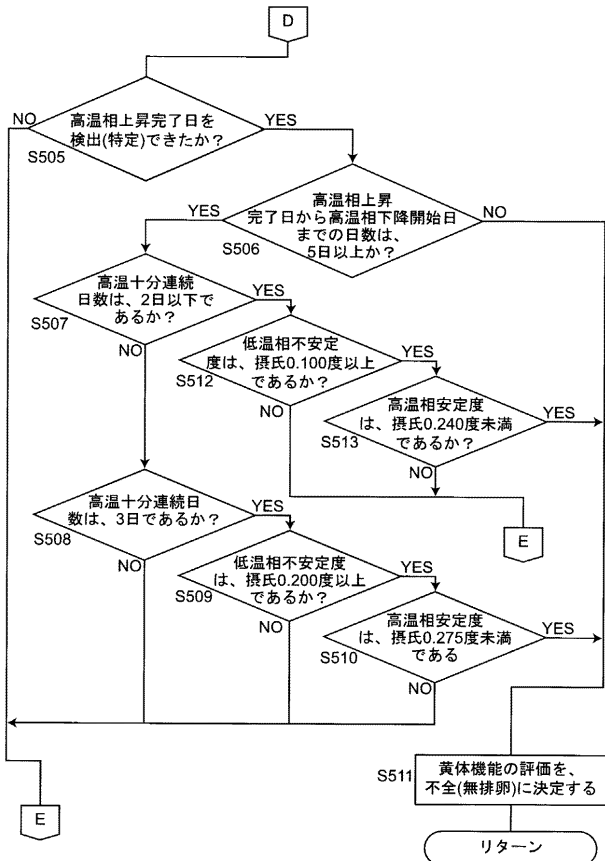 D
NO
高温相上昇完了日を
検出(特定)できたか？
YES
S505
高温相上昇
完了日から高温相下降開始日
までの日数は、
5日以上か？
YES
NO
S506
高温十分連続
日数は、2日以下で
あるか？
YES
S507
NO
低温相不安定
度は、摂氏0.100度以上
であるか？
YES
S512
NO
高温相安定度
は、摂氏0.240度未満
であるか？
YES
S513
NO
E
高温十分連続日
数は、3日であるか？
YES
S508
NO
低温相不安定度
は、摂氏0.200度以上
であるか？
YES
S509
NO
高温相安定度
は、摂氏0.275度未満
である
YES
S510
NO
S511
黄体機能の評価を、
不全(無排卵)に決定する
E
リターン